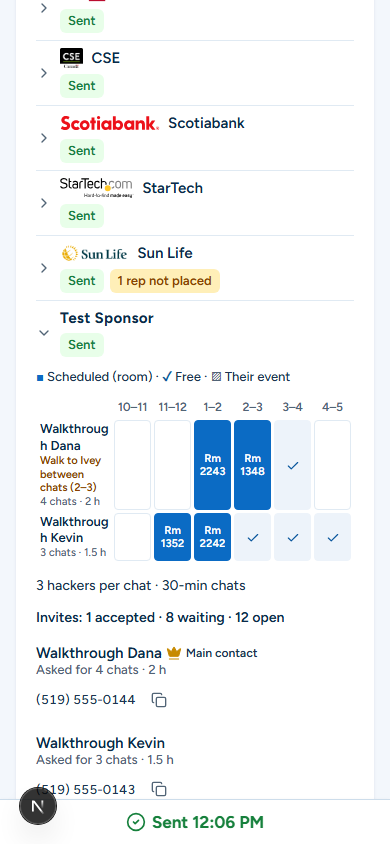 Sent
CSE CSE
Sent
Scotiabank. Scotiabank
Sent
StarTech.com StarTech
Hard-to-find made easy
Sent
Sun Life Sun Life
Sent 1 rep not placed
Test Sponsor
Sent
■ Scheduled (room) · ✓ Free · ▨ Their event
10–11 11–12 1–2 2–3 3–4 4–5
Walkthroug
h Dana
Walk to Ivey
between
chats (2–3)
4 chats · 2 h
Rm
2243
Rm
1348
✓
Walkthroug
h Kevin
3 chats · 1.5 h
Rm
1352
Rm
2242
✓ ✓ ✓
3 hackers per chat · 30-min chats
Invites: 1 accepted · 8 waiting · 12 open
Walkthrough Dana Main contact
Asked for 4 chats · 2 h
(519) 555-0144
Walkthrough Kevin
Asked for 3 chats · 1.5 h
(519) 555-0143
N
Sent 12:06 PM